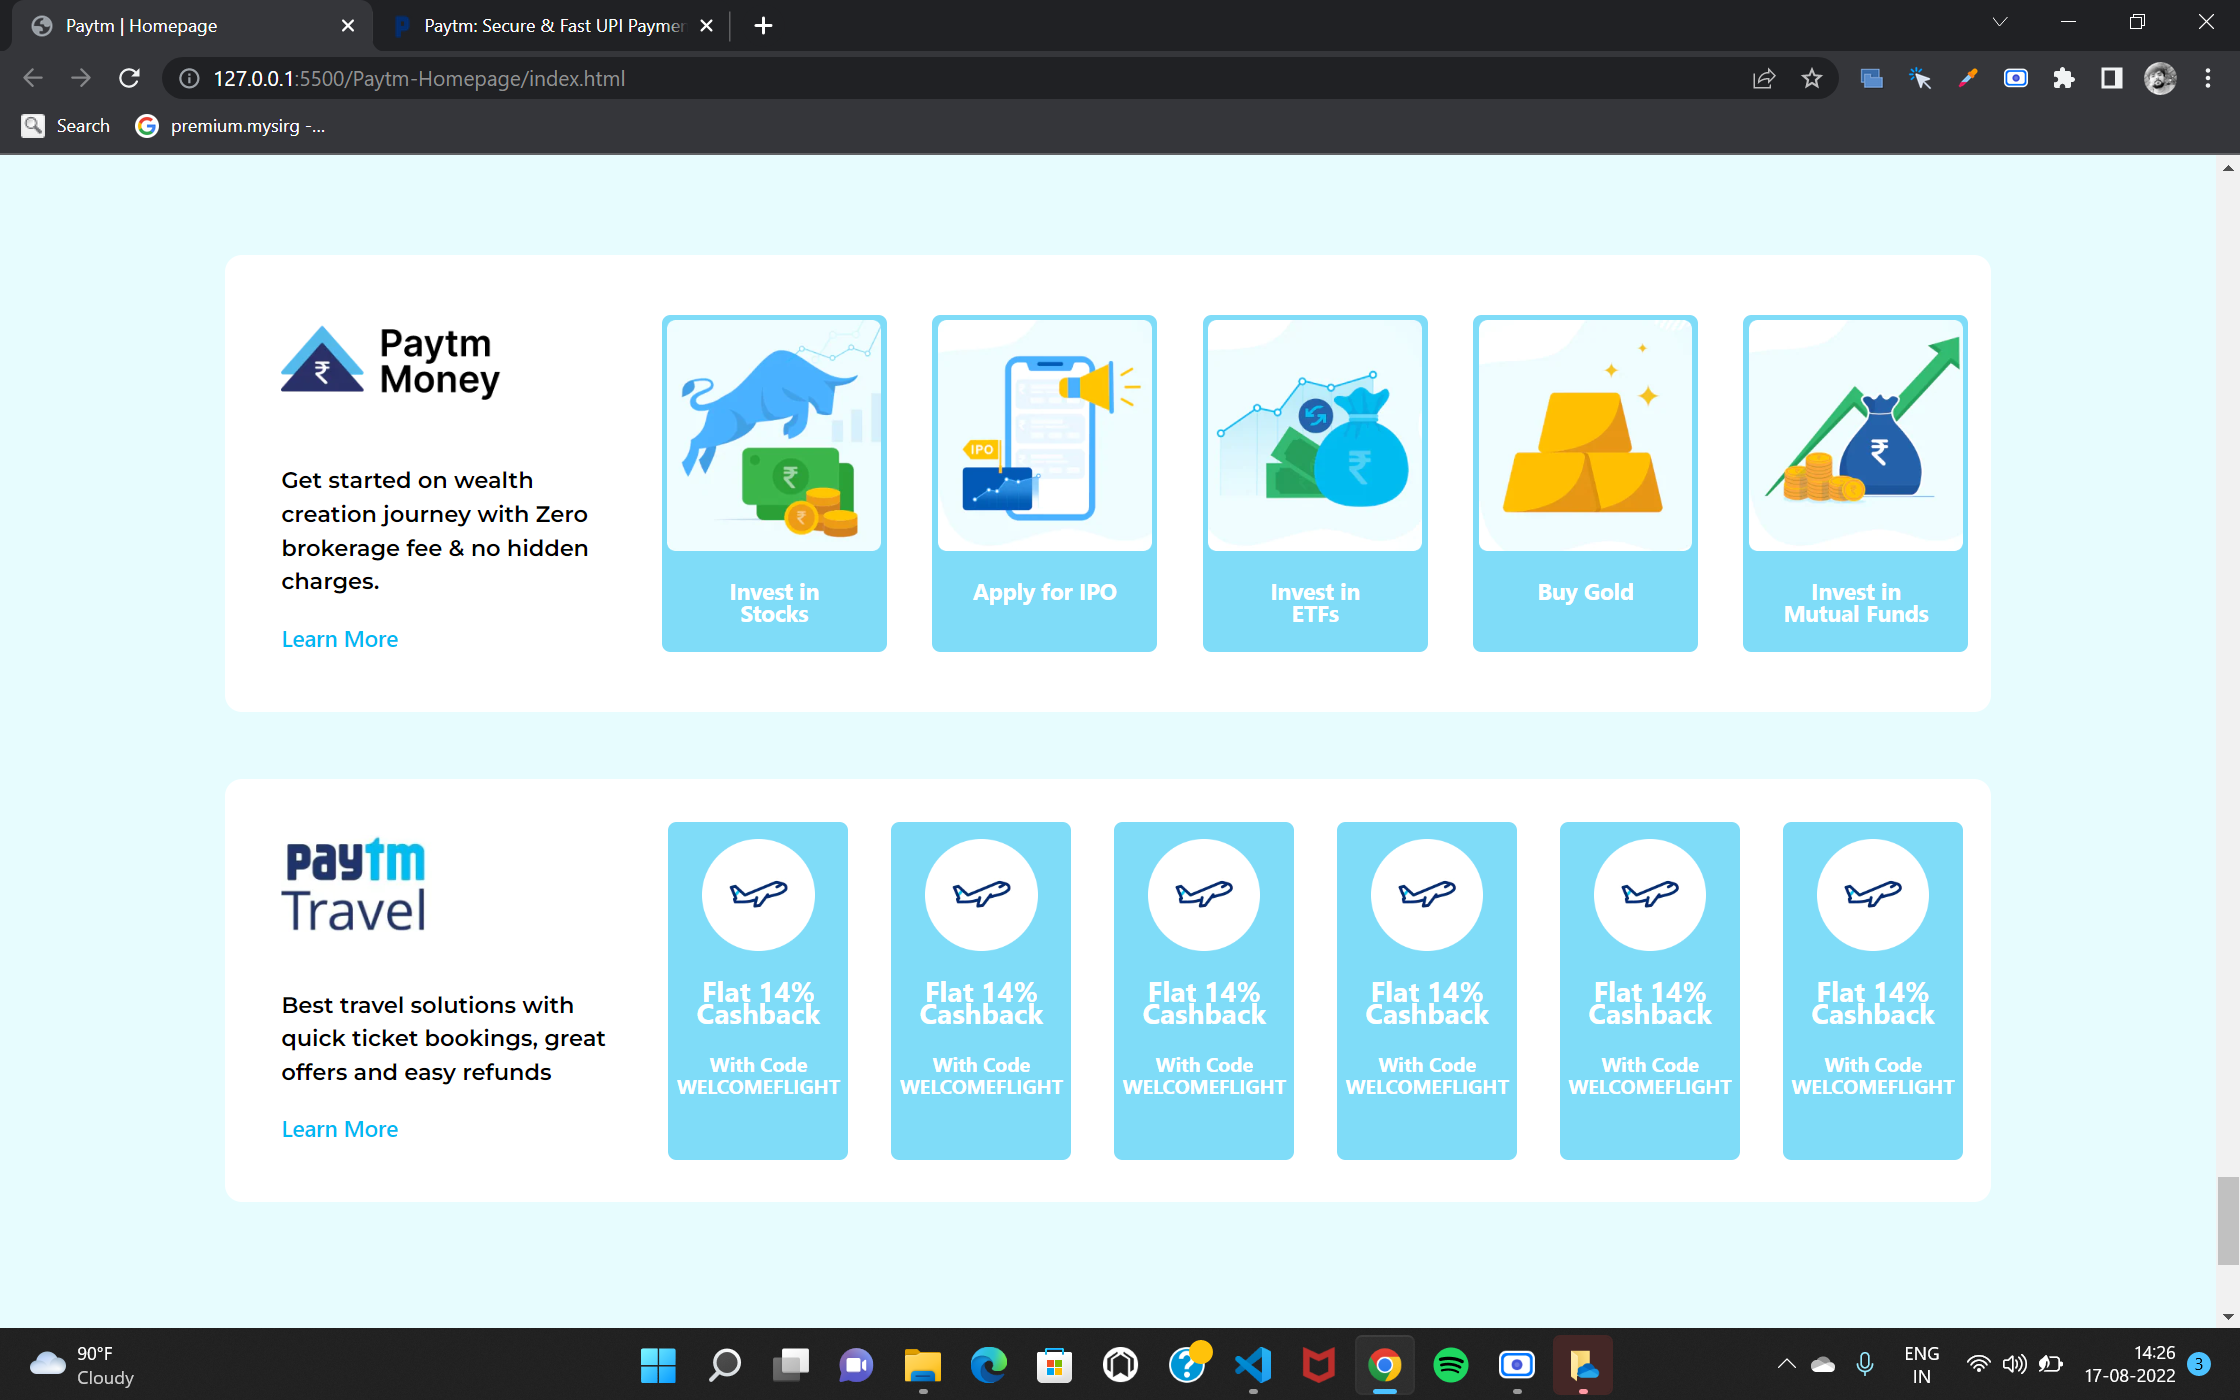 Paytm | Homepage
Paytm: Secure & Fast UPI Paymen
127.0.0.1:5500/Paytm-Homepage/index.html
Search
premium.mysirg -...
Paytm
Money
Get started on wealth
creation journey with Zero
brokerage fee & no hidden
charges.
Learn More
₹
₹
₹
Invest in
Stocks
IPO
Apply for IPO
₹
Invest in
ETFs
Buy Gold
₹
Invest in
Mutual Funds
paytm
Travel
Best travel solutions with
quick ticket bookings, great
offers and easy refunds
Learn More
Flat 14%
Cashback
With Code
WELCOMEFLIGHT
Flat 14%
Cashback
With Code
WELCOMEFLIGHT
Flat 14%
Cashback
With Code
WELCOMEFLIGHT
Flat 14%
Cashback
With Code
WELCOMEFLIGHT
Flat 14%
Cashback
With Code
WELCOMEFLIGHT
Flat 14%
Cashback
With Code
WELCOMEFLIGHT
90°F
Cloudy
ENG
IN
14:26
17-08-2022
3